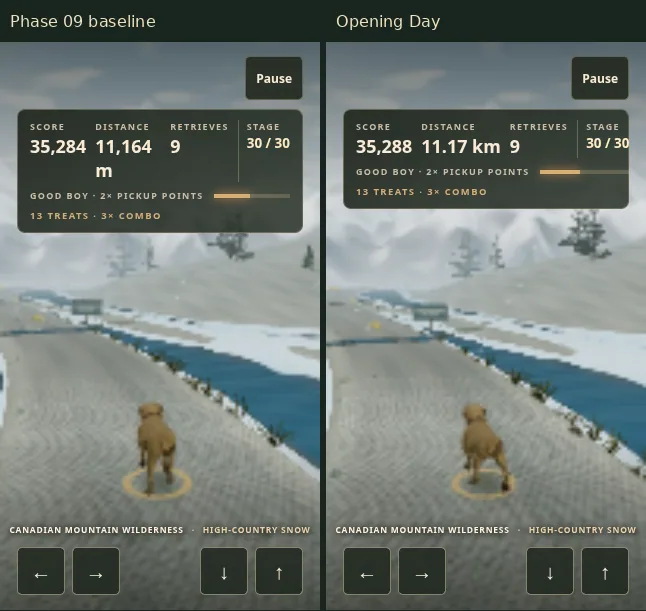 Phase 09 baseline
Pause
SCORE DISTANCE RETRIEVES STAGE
35,284 11,164 m 9 30 / 30
GOOD BOY · 2× PICKUP POINTS
13 TREATS · 3× COMBO
CANADIAN MOUNTAIN WILDERNESS · HIGH-COUNTRY SNOW
← → ↓ ↑
Opening Day
Pause
SCORE DISTANCE RETRIEVES STAGE
35,288 11.17 km 9 30 / 30
GOOD BOY · 2× PICKUP POINTS
13 TREATS · 3× COMBO
CANADIAN MOUNTAIN WILDERNESS · HIGH-COUNTRY SNOW
← → ↓ ↑